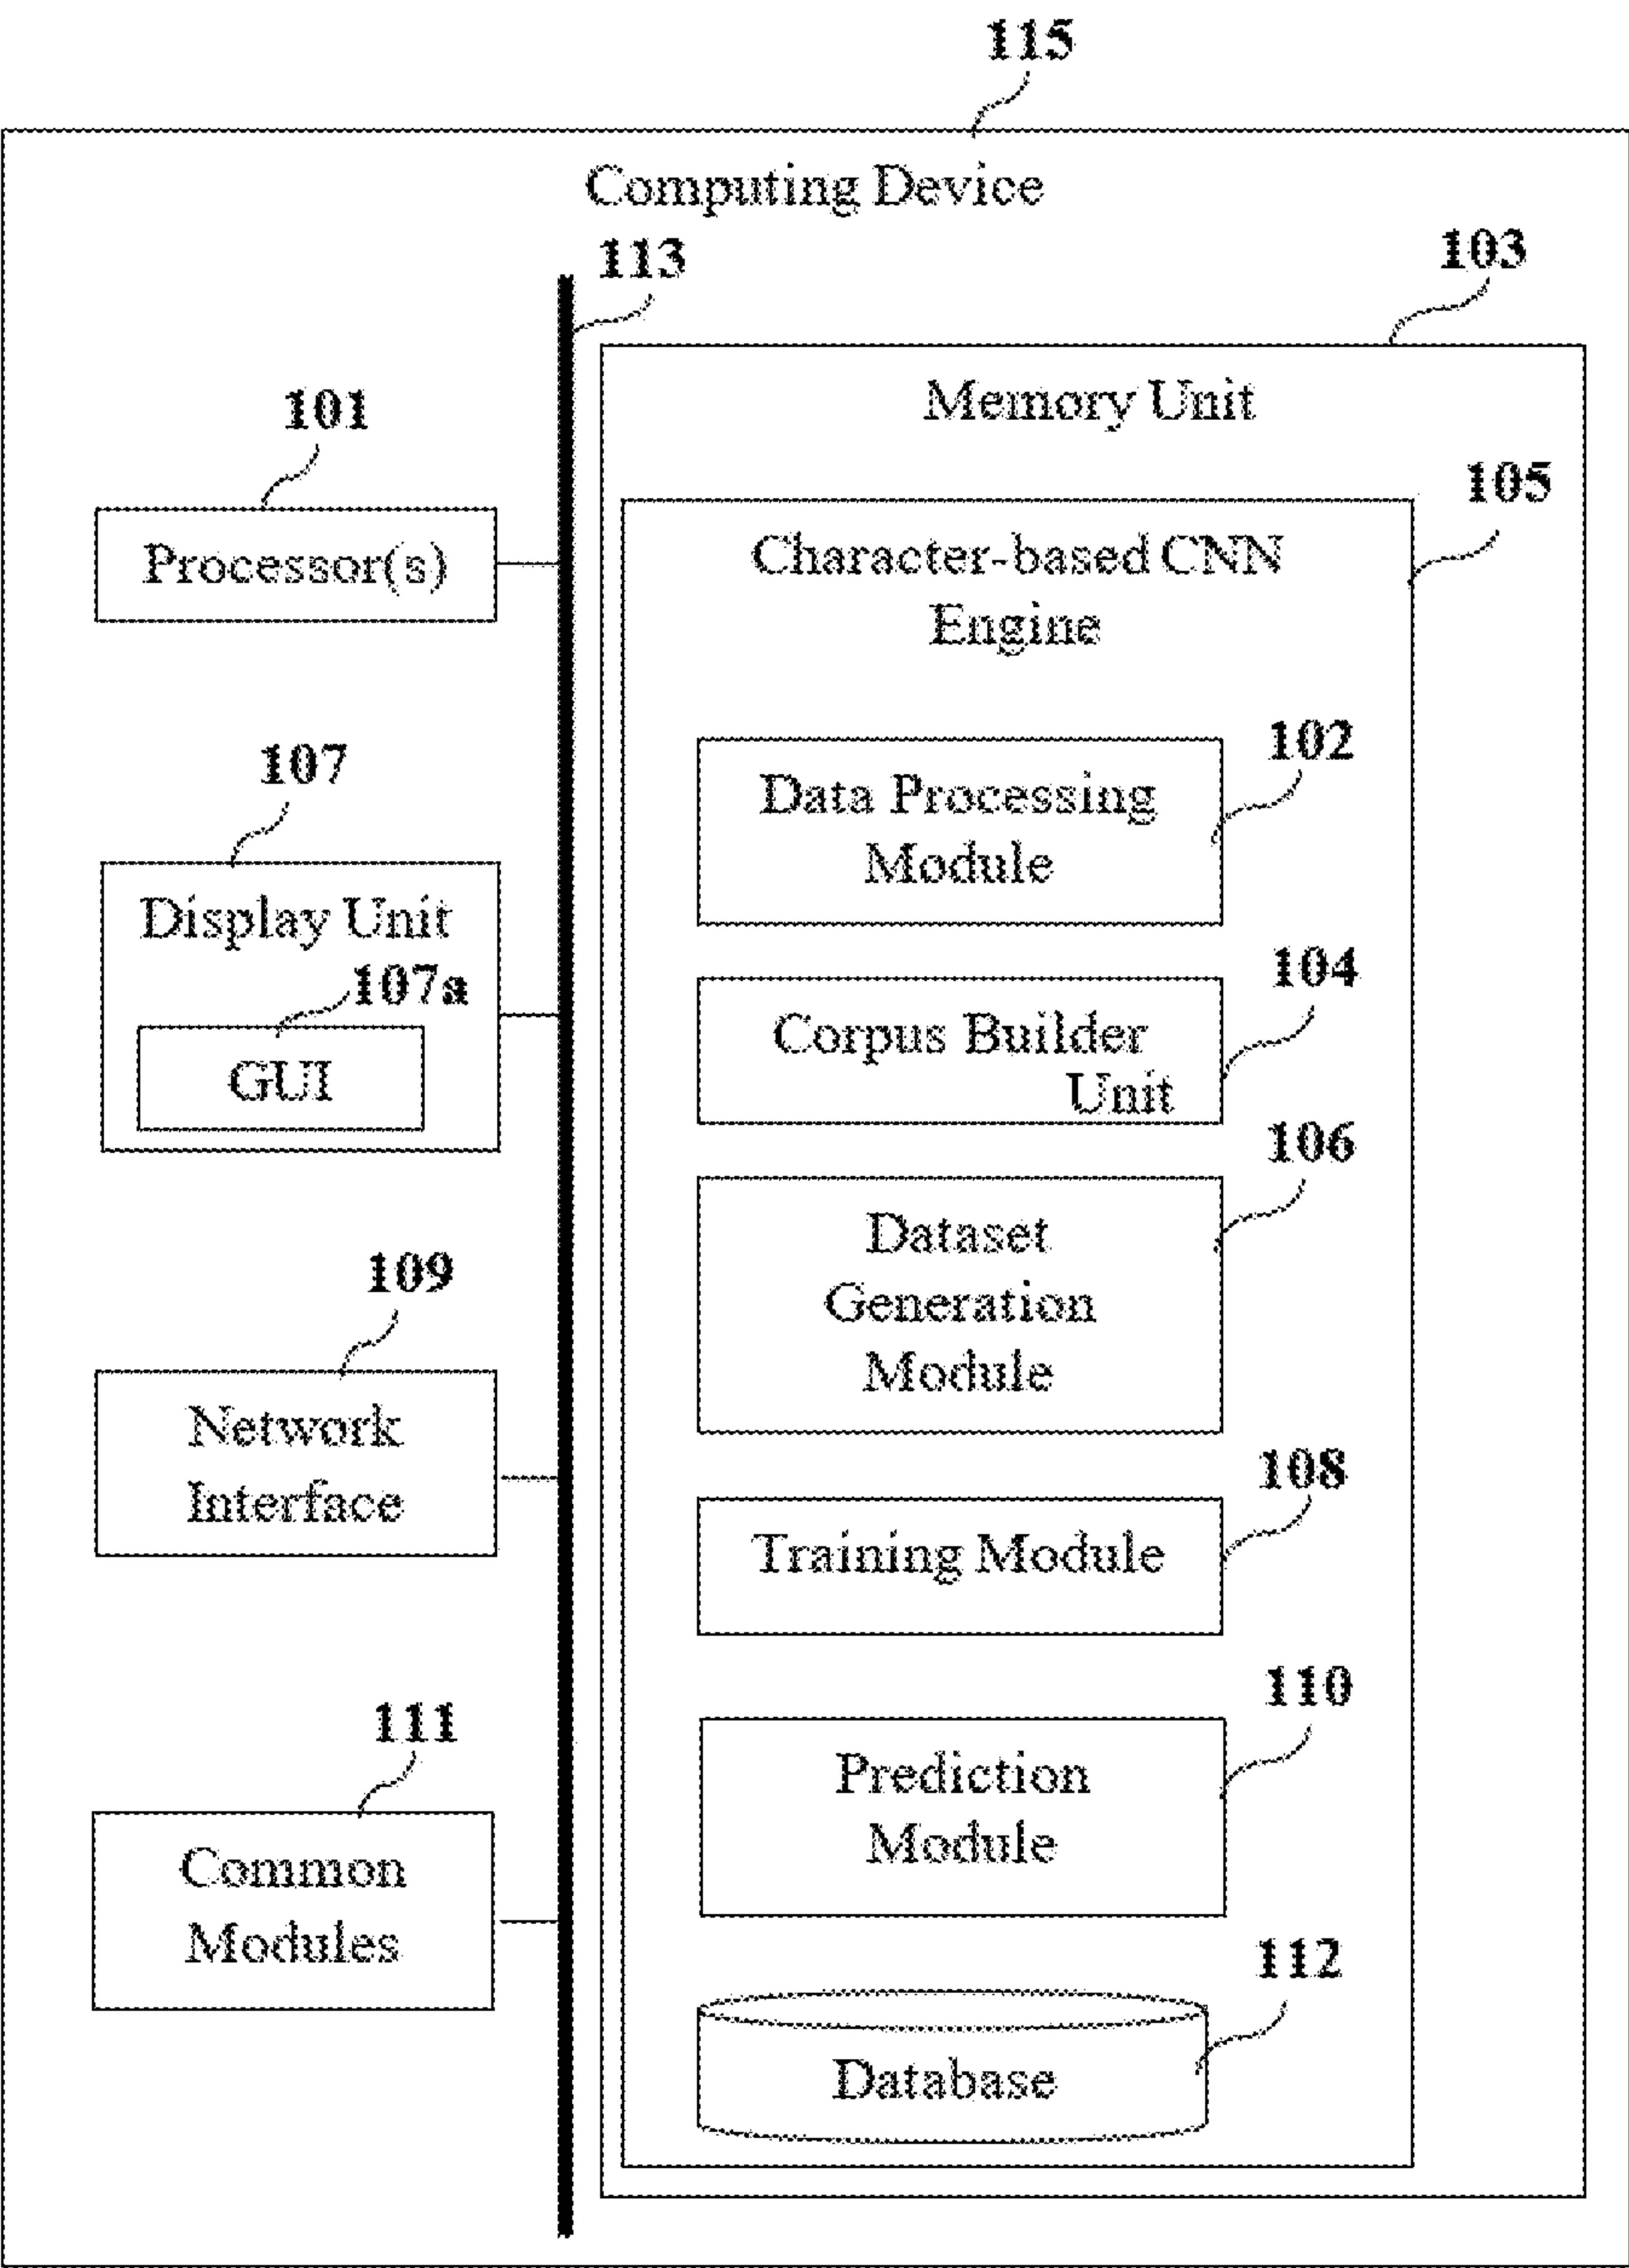 115
Computing Device
113
103
Memory Unit
101
Processor(s)
105
Character-based CNN
Engine
102
Data Processing
Module
107
Display Unit
107a
GUI
104
Corpus Builder
Unit
106
Dataset
Generation
Module
109
Network
Interface
108
Training Module
110
Prediction
Module
111
Common
Modules
112
Database